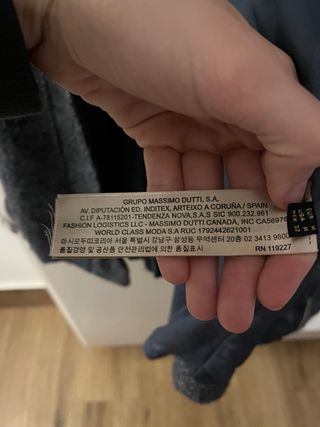 GRUPO MASSIMO DUTTI, S.A.
AV. DIPUTACIÓN ED. INDITEX, ARTEIXO A CORUÑA / SPAIN
C.I.F A-78115201-TENDENZA NOVA,S.A.S SIC 900.232.961
FASHION LOGISTICS LLC - MASSIMO DUTTI CANADA, INC CA56976
WORLD CLASS MODA S.A RUC 1792442621001
마시모두띠코리아 서울 특별시 강남구 삼성동 무역센터 20층 02 3413 9800
품질경영 및 공산품 안전관리법에 의한 품질표시
RN 119227
EUR M
USA M
MEX 32